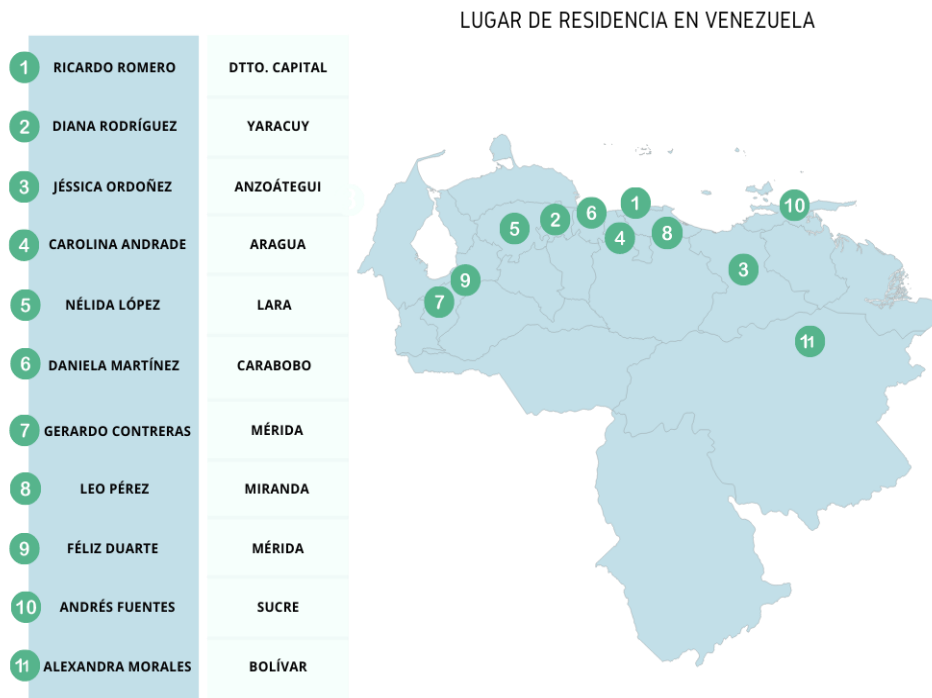 LUGAR DE RESIDENCIA EN VENEZUELA
1 RICARDO ROMERO DTTO. CAPITAL
2 DIANA RODRÍGUEZ YARACUY
3 JÉSSICA ORDOÑEZ ANZOÁTEGUI
4 CAROLINA ANDRADE ARAGUA
5 NÉLIDA LÓPEZ LARA
6 DANIELA MARTÍNEZ CARABOBO
7 GERARDO CONTRERAS MÉRIDA
8 LEO PÉREZ MIRANDA
9 FÉLIZ DUARTE MÉRIDA
10 ANDRÉS FUENTES SUCRE
11 ALEXANDRA MORALES BOLÍVAR
10
1
6
2
5
8
4
3
9
7
11